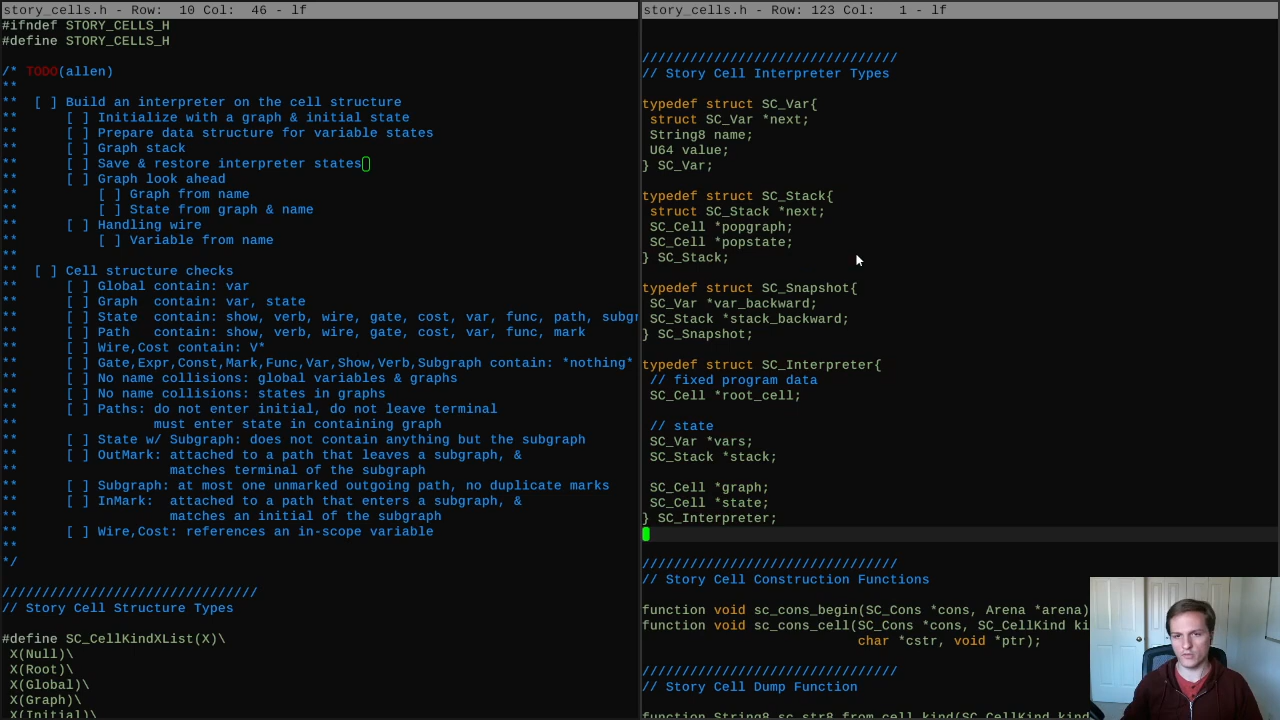 story_cells.h - Row:  10 Col:  46 - lf
#ifndef STORY_CELLS_H
#define STORY_CELLS_H
/* TODO(allen)
**
**  [ ] Build an interpreter on the cell structure
**      [ ] Initialize with a graph & initial state
**      [ ] Prepare data structure for variable states
**      [ ] Graph stack
**      [ ] Save & restore interpreter states
**      [ ] Graph look ahead
**          [ ] Graph from name
**          [ ] State from graph & name
**      [ ] Handling wire
**          [ ] Variable from name
**
**  [ ] Cell structure checks
**      [ ] Global contain: var
**      [ ] Graph  contain: var, state
**      [ ] State  contain: show, verb, wire, gate, cost, var, func, path, subgr
**      [ ] Path   contain: show, verb, wire, gate, cost, var, func, mark
**      [ ] Wire,Cost contain: V*
**      [ ] Gate,Expr,Const,Mark,Func,Var,Show,Verb,Subgraph contain: *nothing*
**      [ ] No name collisions: global variables & graphs
**      [ ] No name collisions: states in graphs
**      [ ] Paths: do not enter initial, do not leave terminal
**                 must enter state in containing graph
**      [ ] State w/ Subgraph: does not contain anything but the subgraph
**      [ ] OutMark: attached to a path that leaves a subgraph, &
**                   matches terminal of the subgraph
**      [ ] Subgraph: at most one unmarked outgoing path, no duplicate marks
**      [ ] InMark:  attached to a path that enters a subgraph, &
**                   matches an initial of the subgraph
**      [ ] Wire,Cost: references an in-scope variable
**
*/
////////////////////////////////
// Story Cell Structure Types
#define SC_CellKindXList(X)\
 X(Null)\
 X(Root)\
 X(Global)\
 X(Graph)\
 X(Initial)\
story_cells.h - Row: 123 Col:   1 - lf
////////////////////////////////
// Story Cell Interpreter Types
typedef struct SC_Var{
 struct SC_Var *next;
 String8 name;
 U64 value;
} SC_Var;
typedef struct SC_Stack{
 struct SC_Stack *next;
 SC_Cell *popgraph;
 SC_Cell *popstate;
} SC_Stack;
typedef struct SC_Snapshot{
 SC_Var *var_backward;
 SC_Stack *stack_backward;
} SC_Snapshot;
typedef struct SC_Interpreter{
 // fixed program data
 SC_Cell *root_cell;
 // state
 SC_Var *vars;
 SC_Stack *stack;
 SC_Cell *graph;
 SC_Cell *state;
} SC_Interpreter;
////////////////////////////////
// Story Cell Construction Functions
function void sc_cons_begin(SC_Cons *cons, Arena *arena)
function void sc_cons_cell(SC_Cons *cons, SC_CellKind ki
                           char *cstr, void *ptr);
////////////////////////////////
// Story Cell Dump Function
function String8 sc_str8_from_cell_kind(SC_CellKind kind